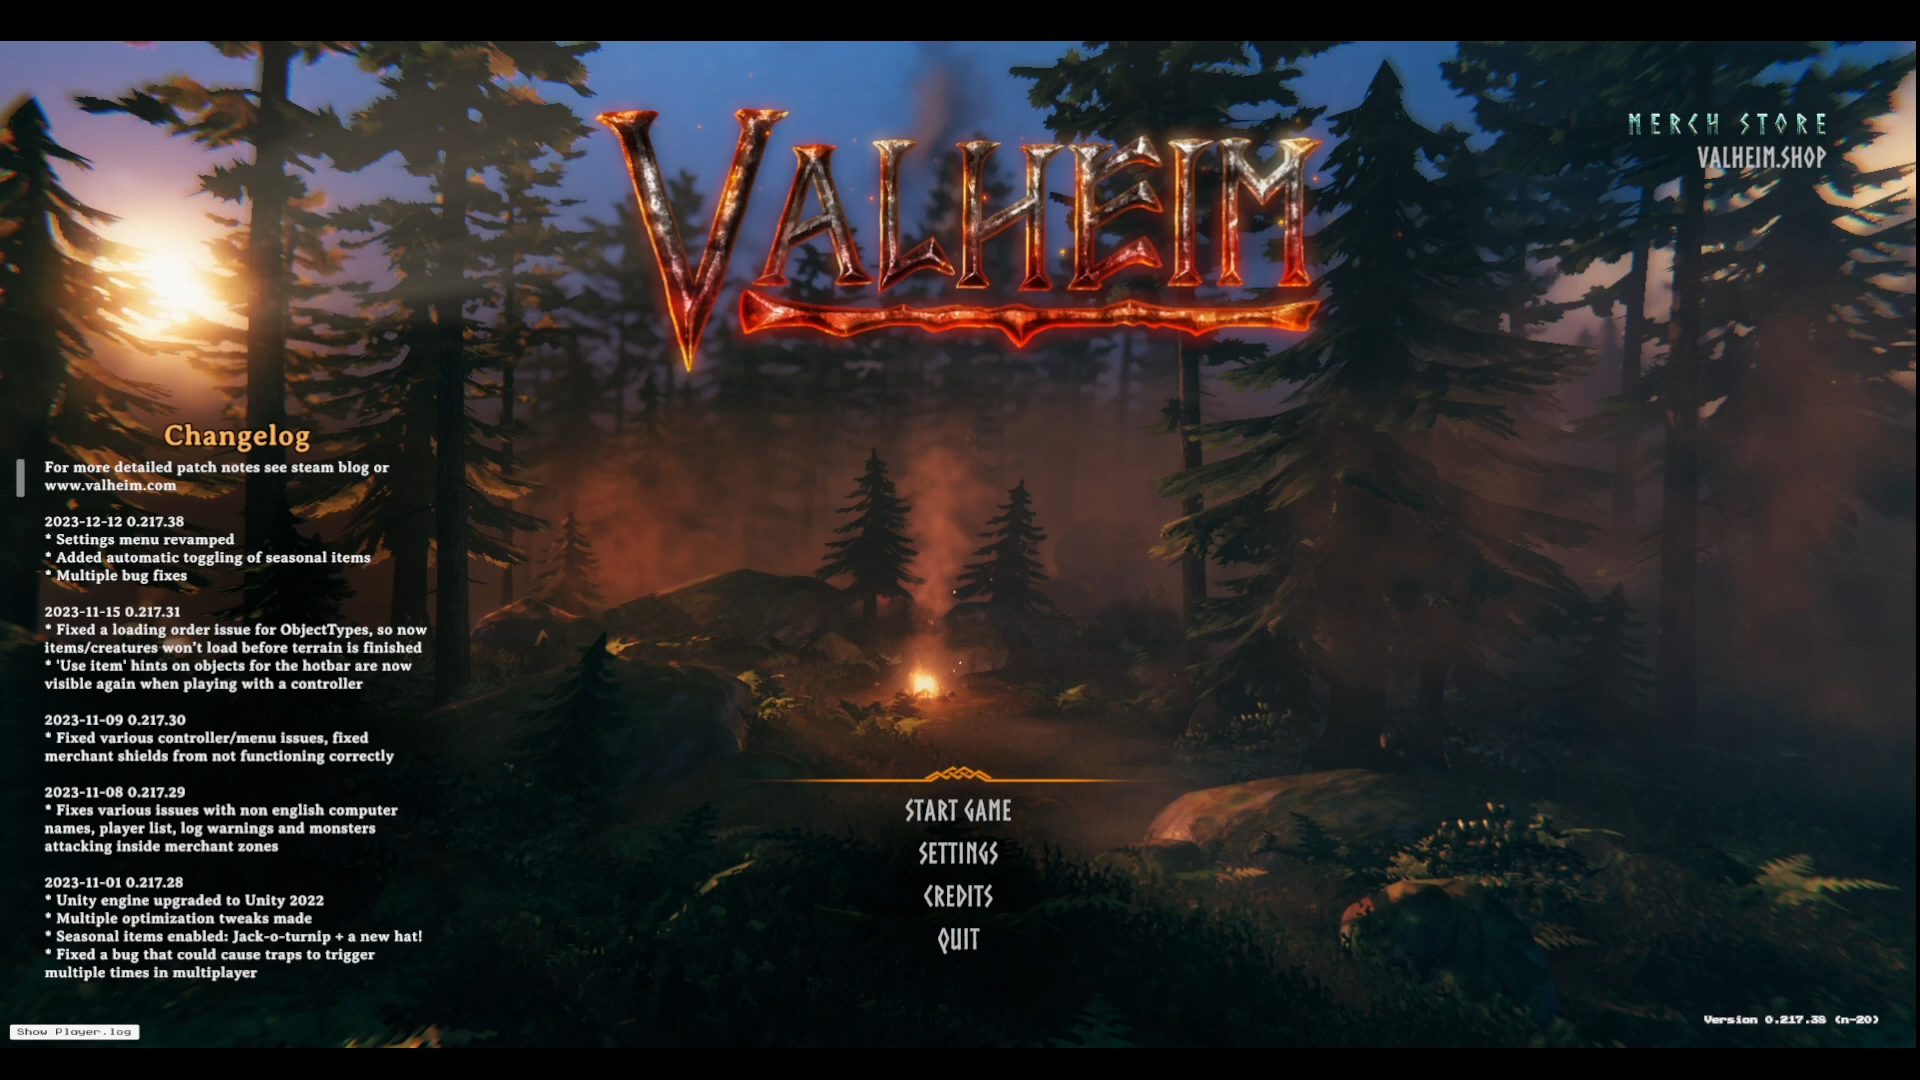 VALHEIM
MERCH STORE
VALHEIM.SHOP
Changelog
For more detailed patch notes see steam blog or
www.valheim.com
2023-12-12 0.217.38
* Settings menu revamped
* Added automatic toggling of seasonal items
* Multiple bug fixes
2023-11-15 0.217.31
* Fixed a loading order issue for ObjectTypes, so now
items/creatures won't load before terrain is finished
* 'Use item' hints on objects for the hotbar are now
visible again when playing with a controller
2023-11-09 0.217.30
* Fixed various controller/menu issues, fixed
merchant shields from not functioning correctly
2023-11-08 0.217.29
* Fixes various issues with non english computer
names, player list, log warnings and monsters
attacking inside merchant zones
2023-11-01 0.217.28
* Unity engine upgraded to Unity 2022
* Multiple optimization tweaks made
* Seasonal items enabled: Jack-o-turnip + a new hat!
* Fixed a bug that could cause traps to trigger
multiple times in multiplayer
START GAME
SETTINGS
CREDITS
QUIT
Show Player.log
Version 0.217.38 (n-20)